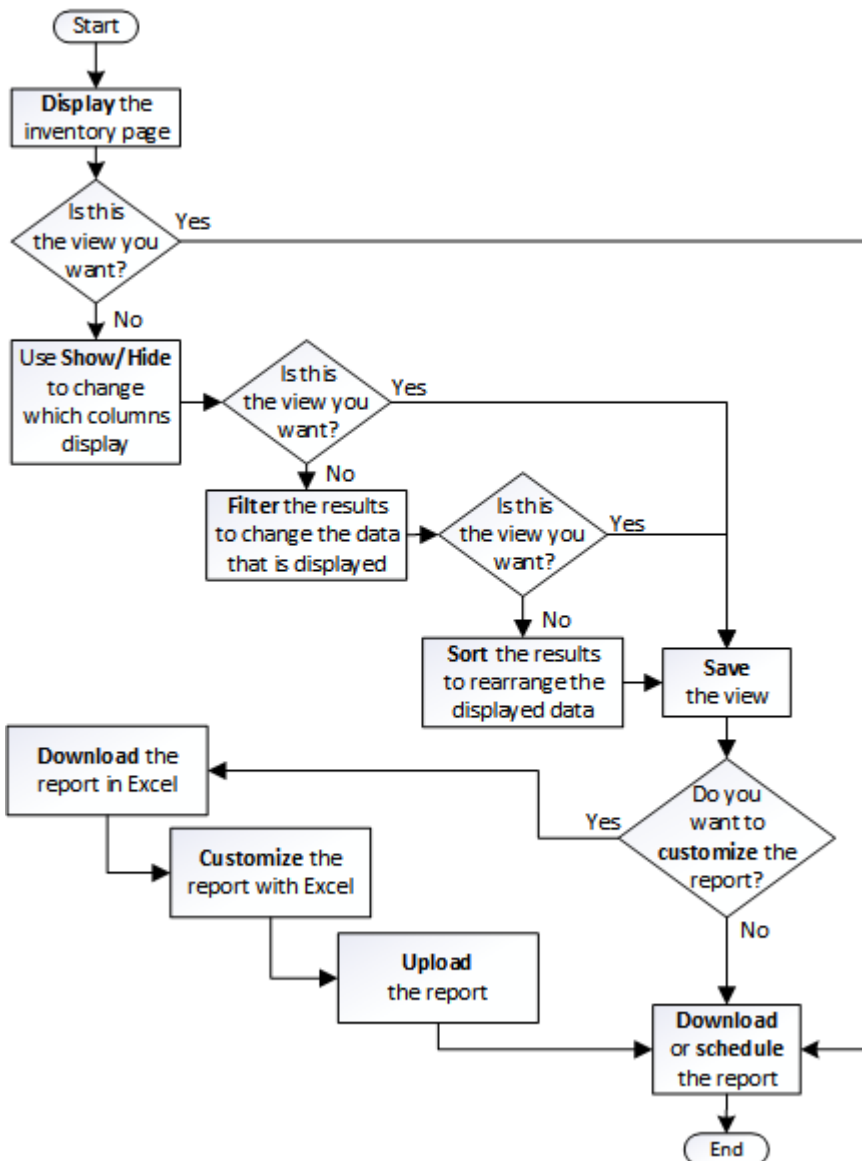 Start
Display the
inventory page
Is this
the view you
want?
Yes
No
Use Show/Hide
to change
which columns
display
Is this
the view you
want?
Yes
No
Filter the results
to change the data
that is displayed
Is this
the view you
want?
Yes
No
Sort the results
to rearrange the
displayed data
Save
the view
Do you
want to
customize the
report?
Yes
No
Download the
report in Excel
Customize the
report with Excel
Upload
the report
Download
or schedule
the report
End